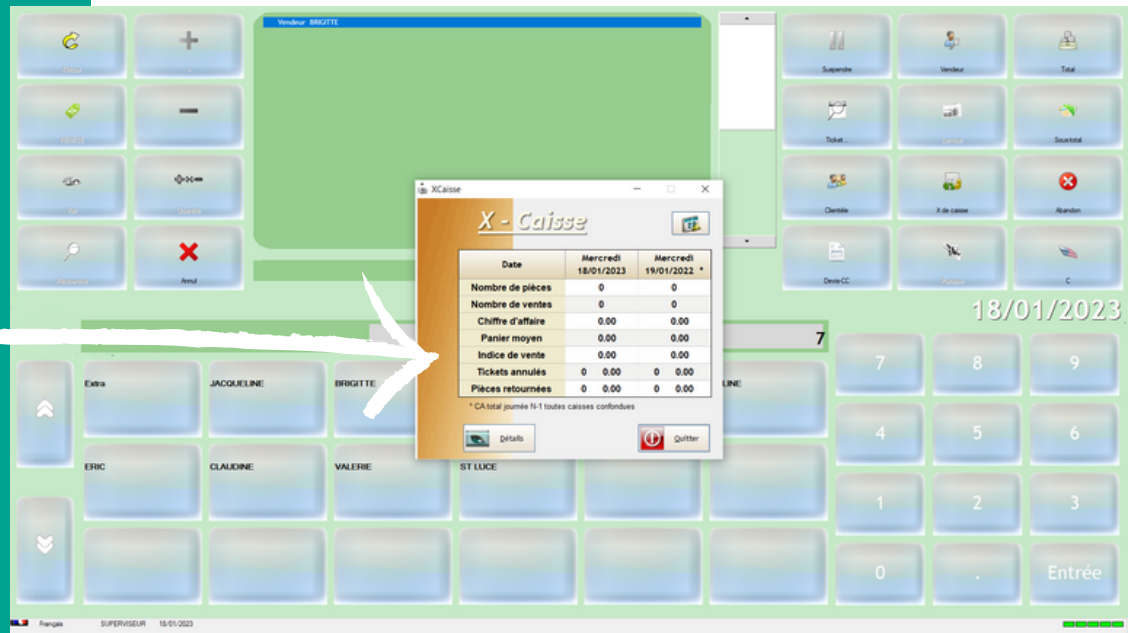 Vendeur BRIGITTE
Suspendre
Vendeur
Total
Ticket...
Sous-total
Clientèle
X de caisse
Abandon
Annul
Devis-CC
C
18/01/2023
7
XCaisse
X - Caisse
Date
Mercredi 18/01/2023
Mercredi 19/01/2022 *
Nombre de pièces 0 0
Nombre de ventes 0 0
Chiffre d'affaire 0.00 0.00
Panier moyen 0.00 0.00
Indice de vente 0.00 0.00
Tickets annulés 0 0.00 0 0.00
Pièces retournées 0 0.00 0 0.00
* CA total journée N-1 toutes caisses confondues
Détails
Quitter
Extra
JACQUELINE
BRIGITTE
LINE
ERIC
CLAUDINE
VALERIE
ST LUCE
7 8 9
4 5 6
1 2 3
0 . Entrée
Français SUPERVISEUR 18/01/2023